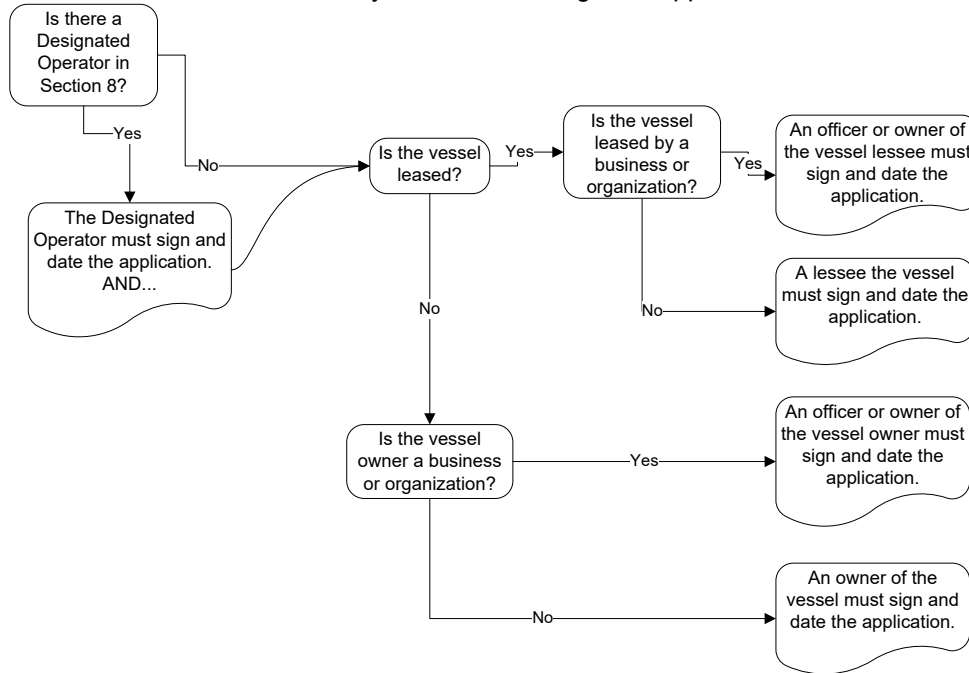 Is there a
Designated
Operator in
Section 8?
Yes
No
The Designated
Operator must sign and
date the application.
AND...
Is the vessel
leased?
Yes
Is the vessel
leased by a
business or
organization?
Yes
An officer or owner of
the vessel lessee must
sign and date the
application.
No
A lessee the vessel
must sign and date the
application.
No
Is the vessel
owner a business
or organization?
Yes
An officer or owner of
the vessel owner must
sign and date the
application.
No
An owner of the
vessel must sign and
date the application.